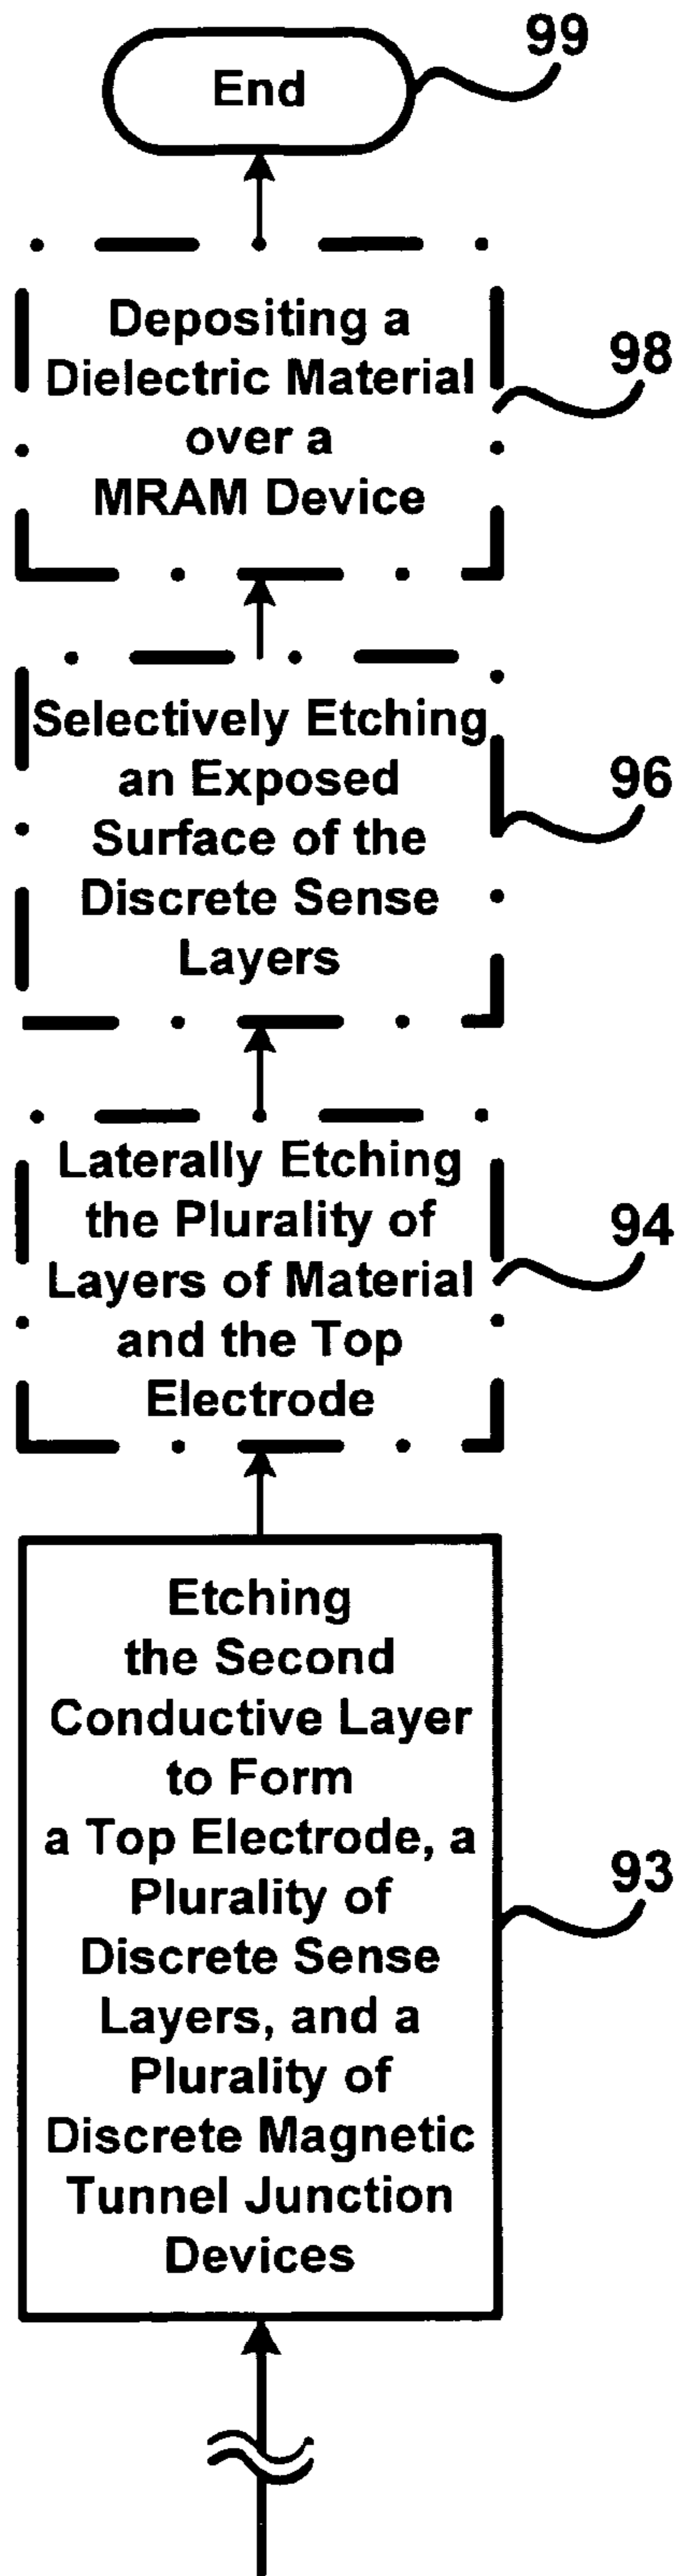 End
99
Depositing a
Dielectric Material
over a
MRAM Device
98
Selectively Etching
an Exposed
Surface of the
Discrete Sense
Layers
96
Laterally Etching
the Plurality of
Layers of Material
and the Top
Electrode
94
Etching
the Second
Conductive Layer
to Form
a Top Electrode, a
Plurality of
Discrete Sense
Layers, and a
Plurality of
Discrete Magnetic
Tunnel Junction
Devices
93